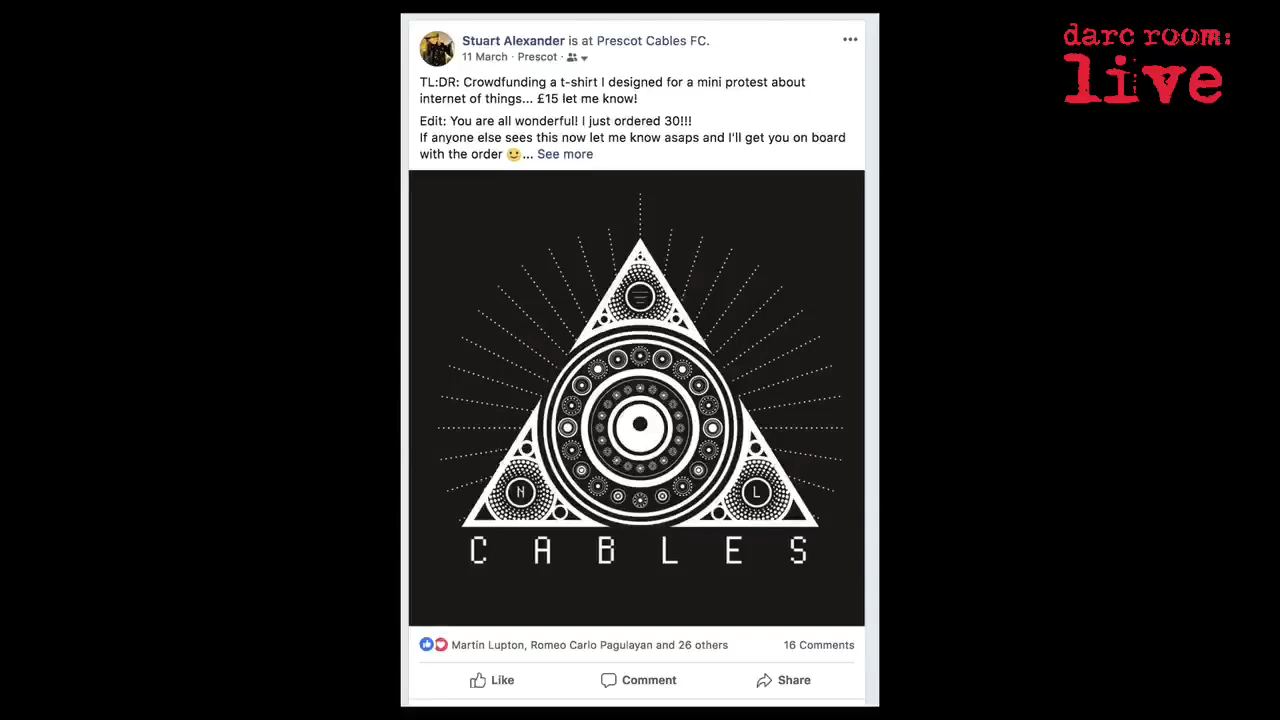 Stuart Alexander is at Prescot Cables FC.
11 March · Prescot ·
TL:DR: Crowdfunding a t-shirt I designed for a mini protest about
internet of things... £15 let me know!
Edit: You are all wonderful! I just ordered 30!!!
If anyone else sees this now let me know asaps and I'll get you on board
with the order 🙂... See more
N
L
C A B L E S
Martin Lupton, Romeo Carlo Pagulayan and 26 others
16 Comments
Like
Comment
Share
darc room:
live